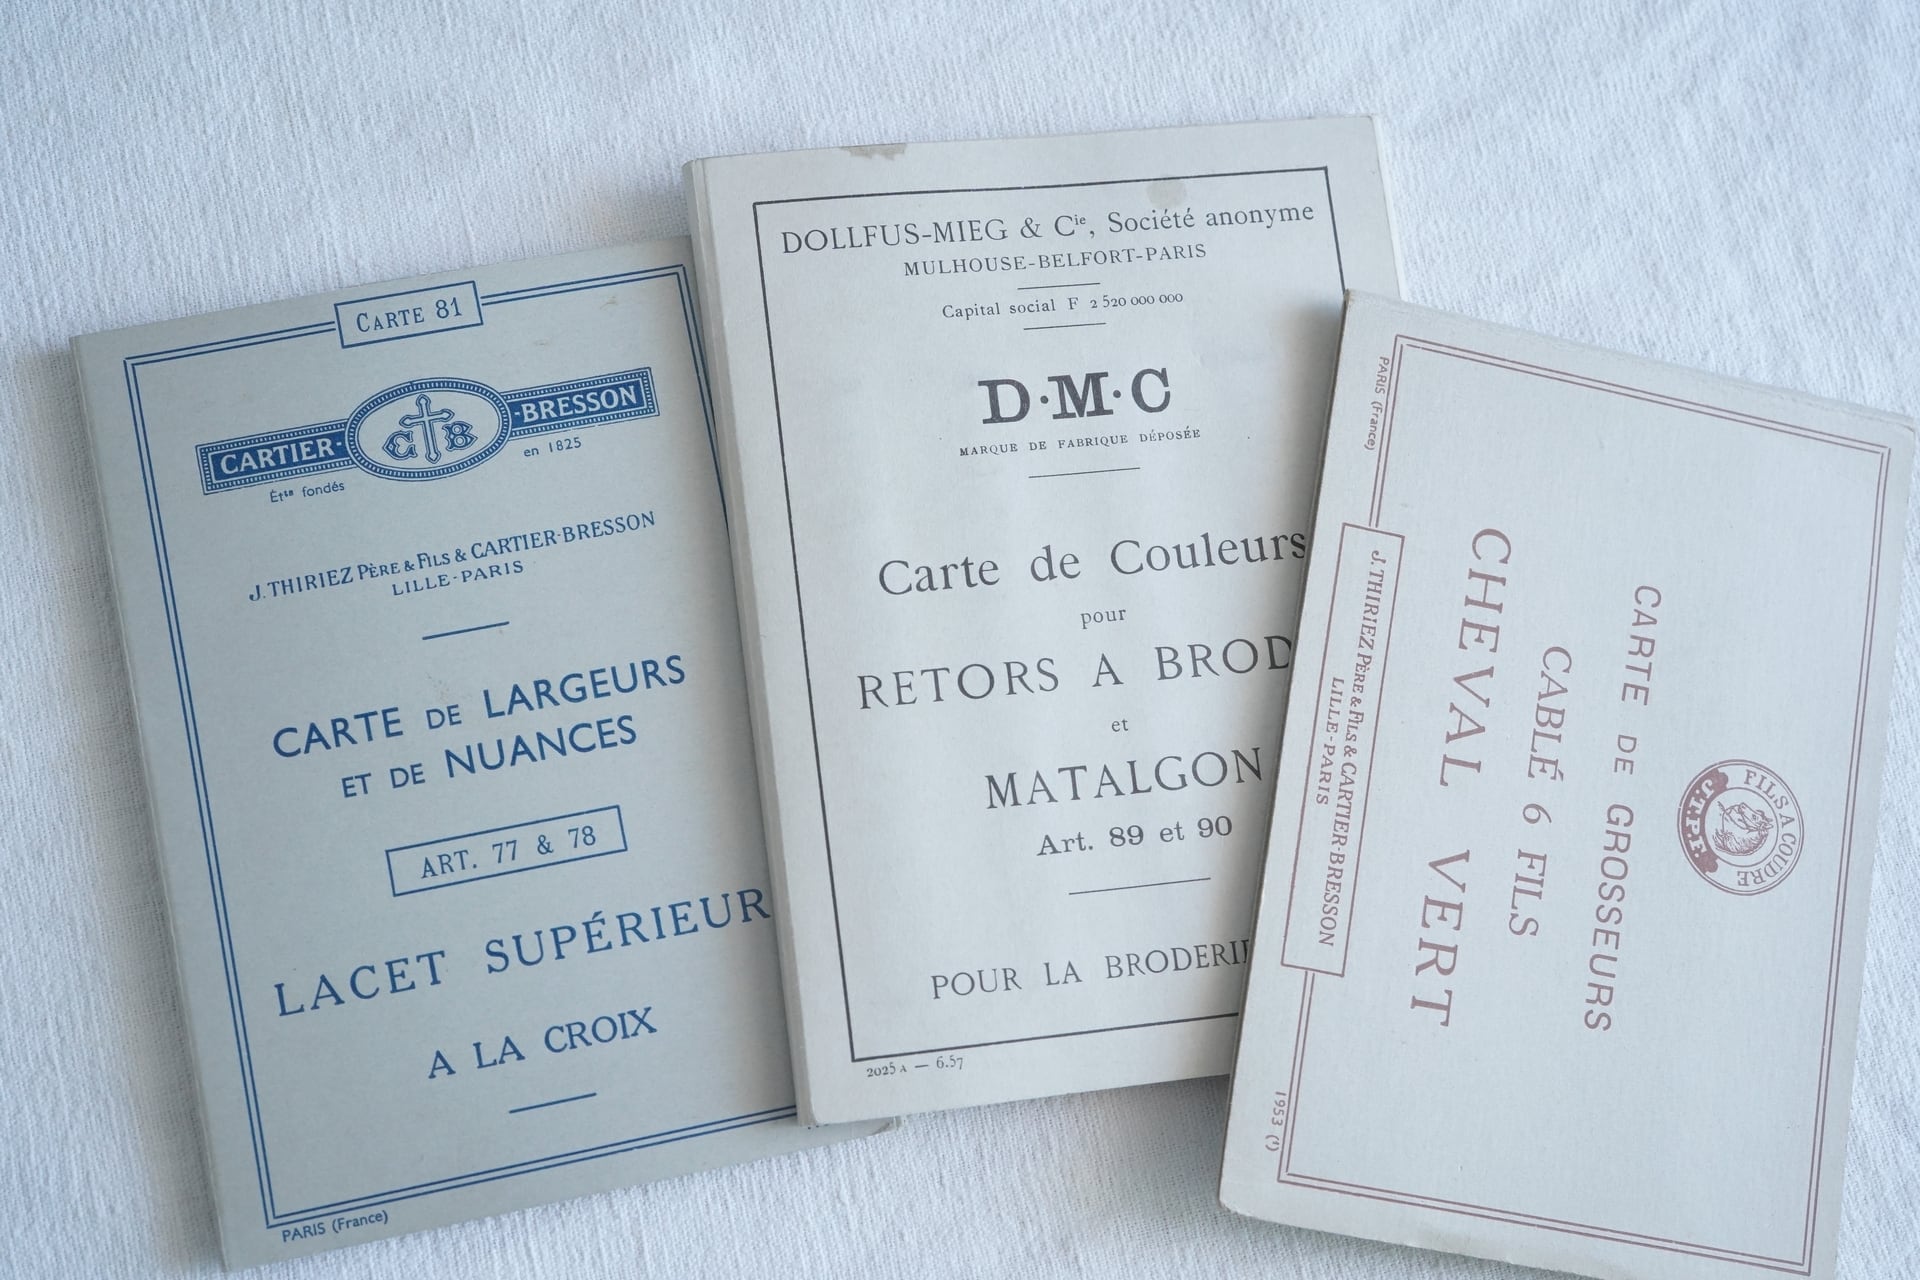 CARTE 81
CARTIER-BRESSON
CB
Éts fondés en 1825
J. THIRIEZ PÈRE & FILS & CARTIER-BRESSON
LILLE-PARIS
CARTE DE LARGEURS
ET DE NUANCES
ART. 77 & 78
LACET SUPÉRIEUR
A LA CROIX
PARIS (France)
DOLLFUS-MIEG & Cie, Société anonyme
MULHOUSE-BELFORT-PARIS
Capital social F 2 520 000 000
D·M·C
MARQUE DE FABRIQUE DÉPOSÉE
Carte de Couleurs
pour
RETORS A BROD
et
MATALGON
Art. 89 et 90
POUR LA BRODERIE
2025 A — 6.57
FILS A COUDRE
J.T.P.F.
CARTE DE GROSSEURS
CABLÉ 6 FILS
CHEVAL VERT
J. THIRIEZ PÈRE & FILS & CARTIER-BRESSON
LILLE-PARIS
PARIS (France)
1953 (1)